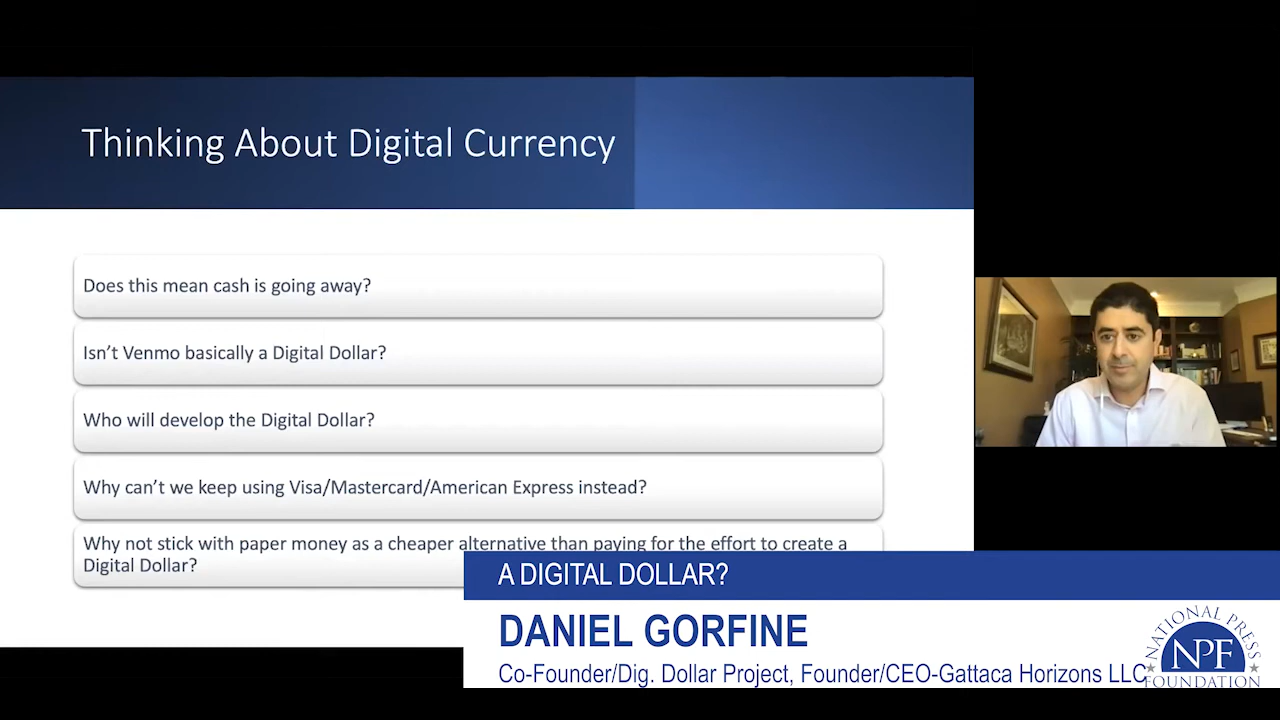 Thinking About Digital Currency
Does this mean cash is going away?
Isn't Venmo basically a Digital Dollar?
Who will develop the Digital Dollar?
Why can't we keep using Visa/Mastercard/American Express instead?
Why not stick with paper money as a cheaper alternative than paying for the effort to create a
Digital Dollar?
A DIGITAL DOLLAR?
DANIEL GORFINE
Co-Founder/Dig. Dollar Project, Founder/CEO-Gattaca Horizons LLC
NATIONAL PRESS
NPF
FOUNDATION